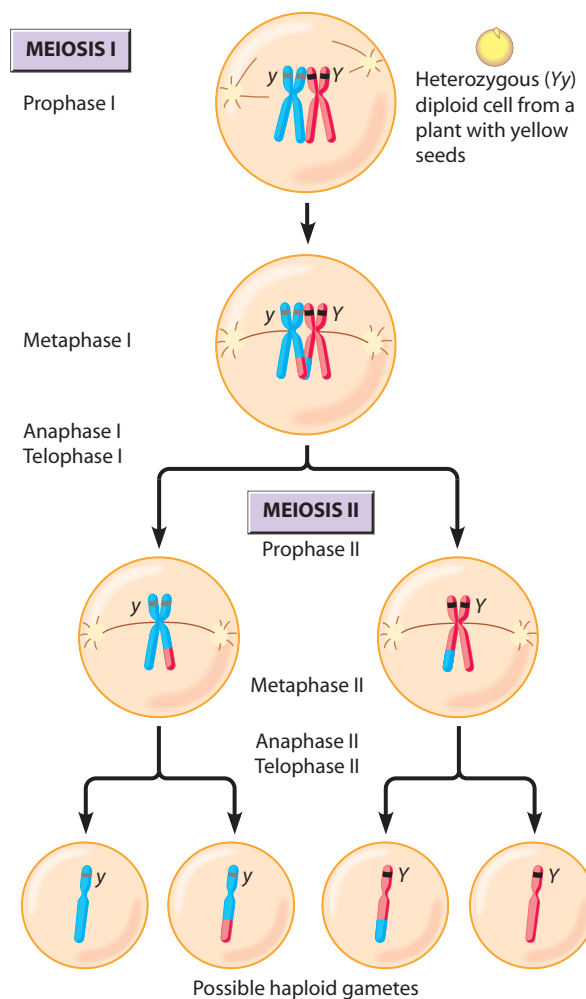 MEIOSIS I
Prophase I
y Y
Heterozygous (Yy)
diploid cell from a
plant with yellow
seeds
Metaphase I
y Y
Anaphase I
Telophase I
MEIOSIS II
Prophase II
y
Y
Metaphase II
Anaphase II
Telophase II
y
y
Y
Y
Possible haploid gametes